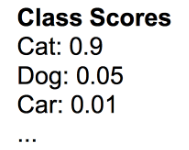 Class Scores
Cat: 0.9
Dog: 0.05
Car: 0.01
...